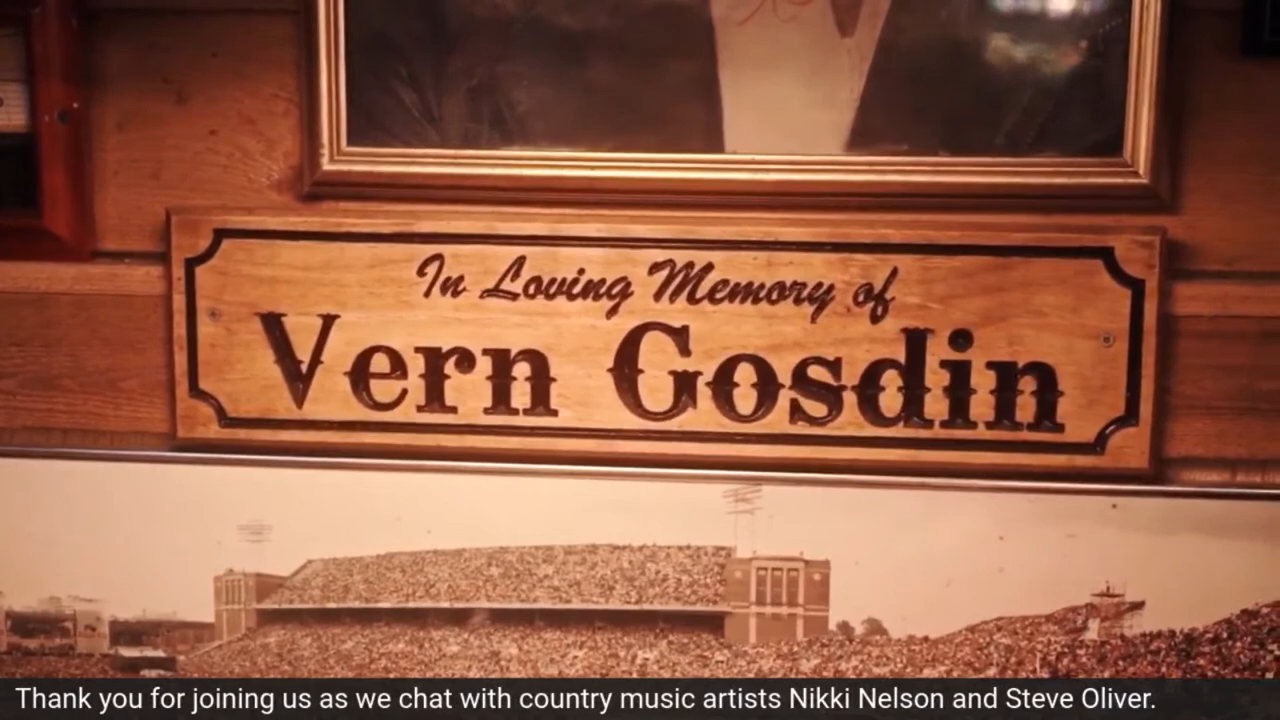 In Loving Memory of
Vern Gosdin
Thank you for joining us as we chat with country music artists Nikki Nelson and Steve Oliver.